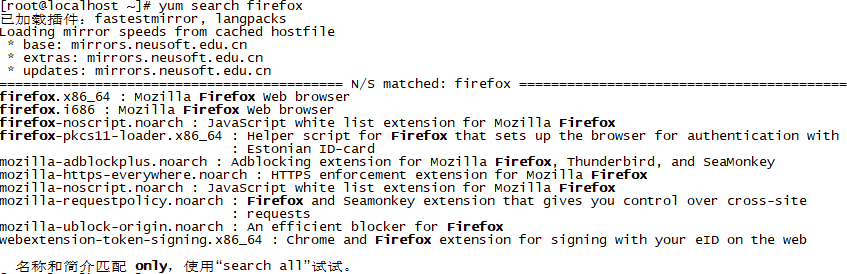 [root@localhost ~]# yum search firefox
已加载插件：fastestmirror, langpacks
Loading mirror speeds from cached hostfile
 * base: mirrors.neusoft.edu.cn
 * extras: mirrors.neusoft.edu.cn
 * updates: mirrors.neusoft.edu.cn
========================================== N/S matched: firefox ==========================================
firefox.x86_64 : Mozilla Firefox Web browser
firefox.i686 : Mozilla Firefox Web browser
firefox-noscript.noarch : JavaScript white list extension for Mozilla Firefox
firefox-pkcs11-loader.x86_64 : Helper script for Firefox that sets up the browser for authentication with
                             : Estonian ID-card
mozilla-adblockplus.noarch : Adblocking extension for Mozilla Firefox, Thunderbird, and SeaMonkey
mozilla-https-everywhere.noarch : HTTPS enforcement extension for Mozilla Firefox
mozilla-noscript.noarch : JavaScript white list extension for Mozilla Firefox
mozilla-requestpolicy.noarch : Firefox and Seamonkey extension that gives you control over cross-site
                             : requests
mozilla-ublock-origin.noarch : An efficient blocker for Firefox
webextension-token-signing.x86_64 : Chrome and Firefox extension for signing with your eID on the web
  名称和简介匹配 only，使用“search all”试试。